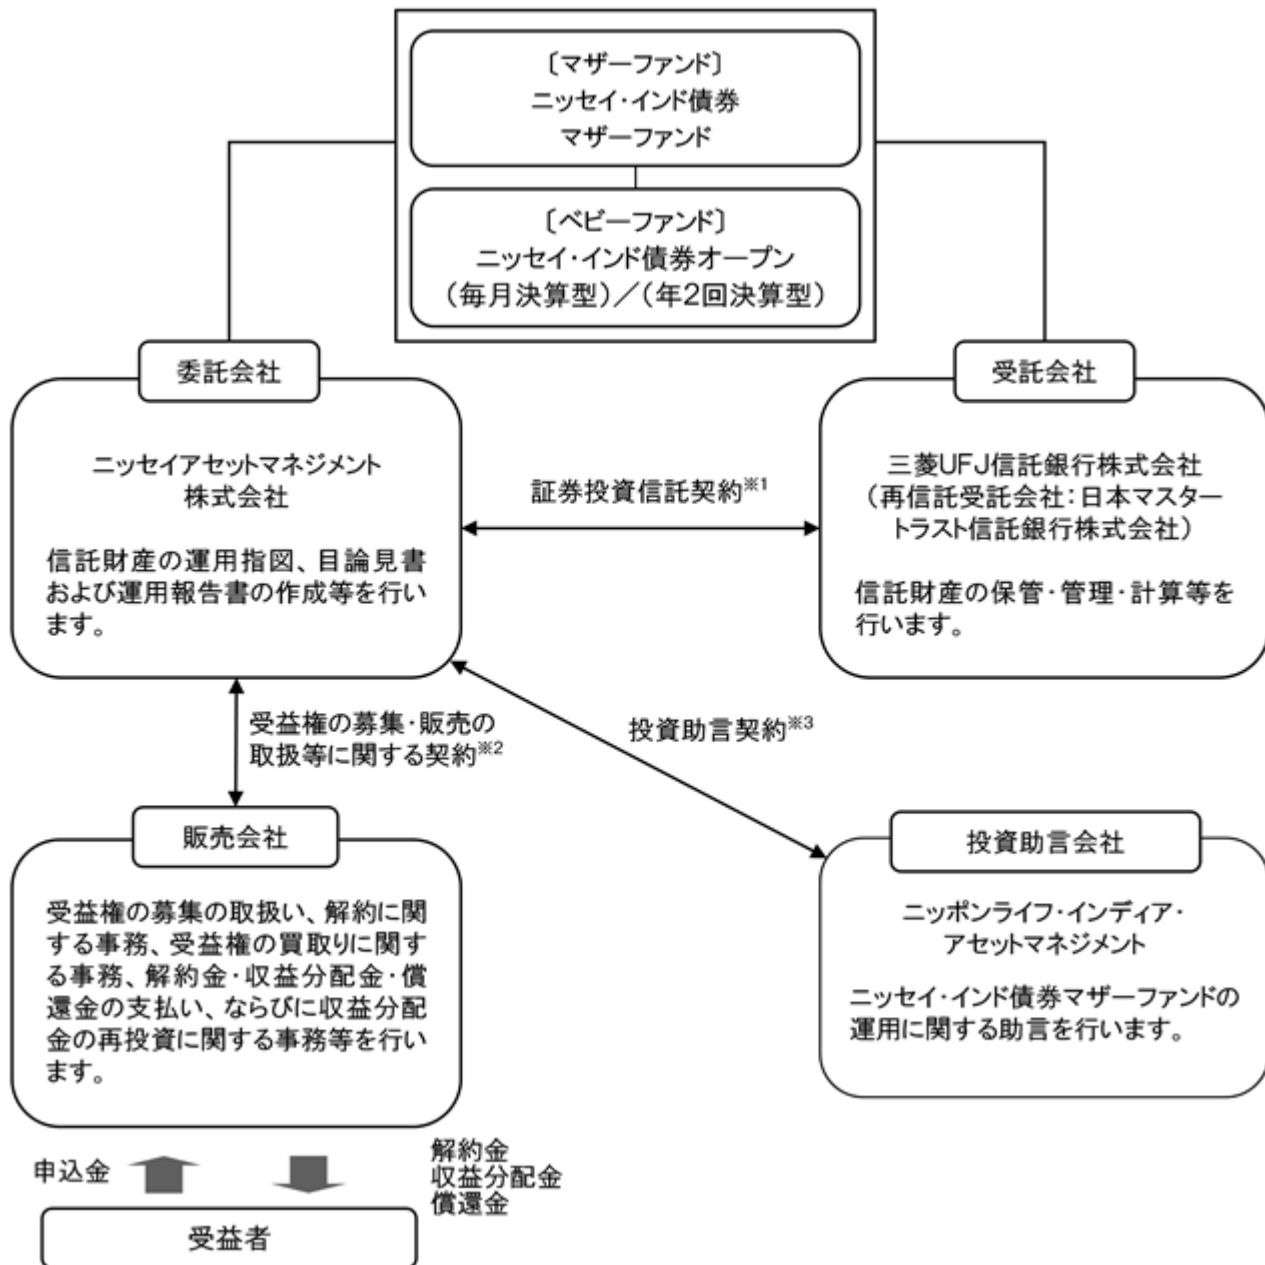 〔マザーファンド〕
ニッセイ・インド債券
マザーファンド
〔ベビーファンド〕
ニッセイ・インド債券オープン
（毎月決算型）／（年2回決算型）
委託会社
ニッセイアセットマネジメント
株式会社
信託財産の運用指図、目論見書
および運用報告書の作成等を行い
ます。
証券投資信託契約※1
受託会社
三菱UFJ信託銀行株式会社
（再信託受託会社：日本マスター
トラスト信託銀行株式会社）
信託財産の保管・管理・計算等を
行います。
受益権の募集・販売の
取扱等に関する契約※2
投資助言契約※3
販売会社
受益権の募集の取扱い、解約に関
する事務、受益権の買取りに関す
る事務、解約金・収益分配金・償
還金の支払い、ならびに収益分配
金の再投資に関する事務等を行い
ます。
投資助言会社
ニッポンライフ・インディア・
アセットマネジメント
ニッセイ・インド債券マザーファンドの
運用に関する助言を行います。
申込金
解約金
収益分配金
償還金
受益者